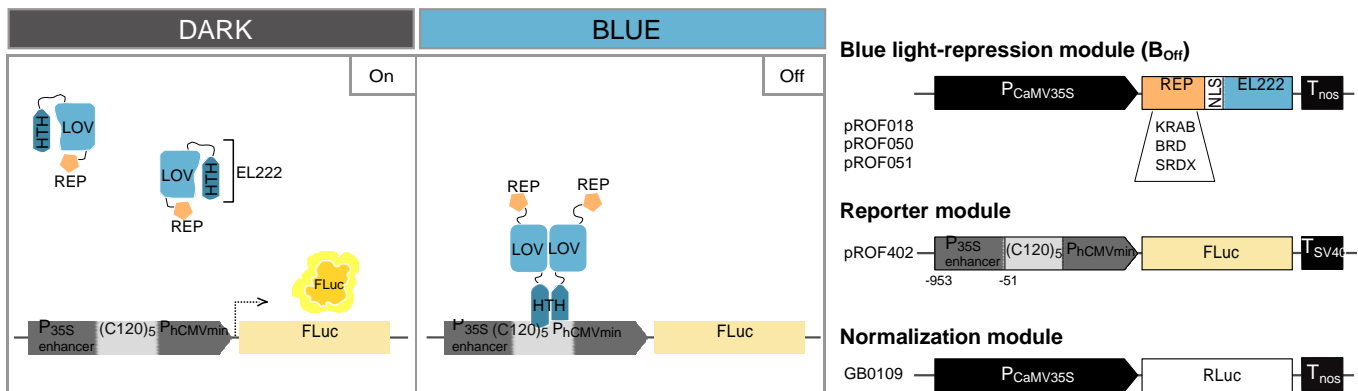 DARK
BLUE
On
HTH
LOV
REP
LOV
HTH
EL222
REP
FLuc
P35S
enhancer
(C120)5
PhCMVmin
FLuc
Off
REP
REP
LOV
LOV
HTH
P35S
enhancer
(C120)5
PhCMVmin
FLuc
Blue light-repression module (BOff)
PCaMV35S
REP
NLS
EL222
Tnos
pROF018
pROF050
pROF051
KRAB
BRD
SRDX
Reporter module
pROF402
P35S
enhancer
(C120)5
PhCMVmin
FLuc
TSV40
-953
-51
Normalization module
GB0109
PCaMV35S
RLuc
Tnos